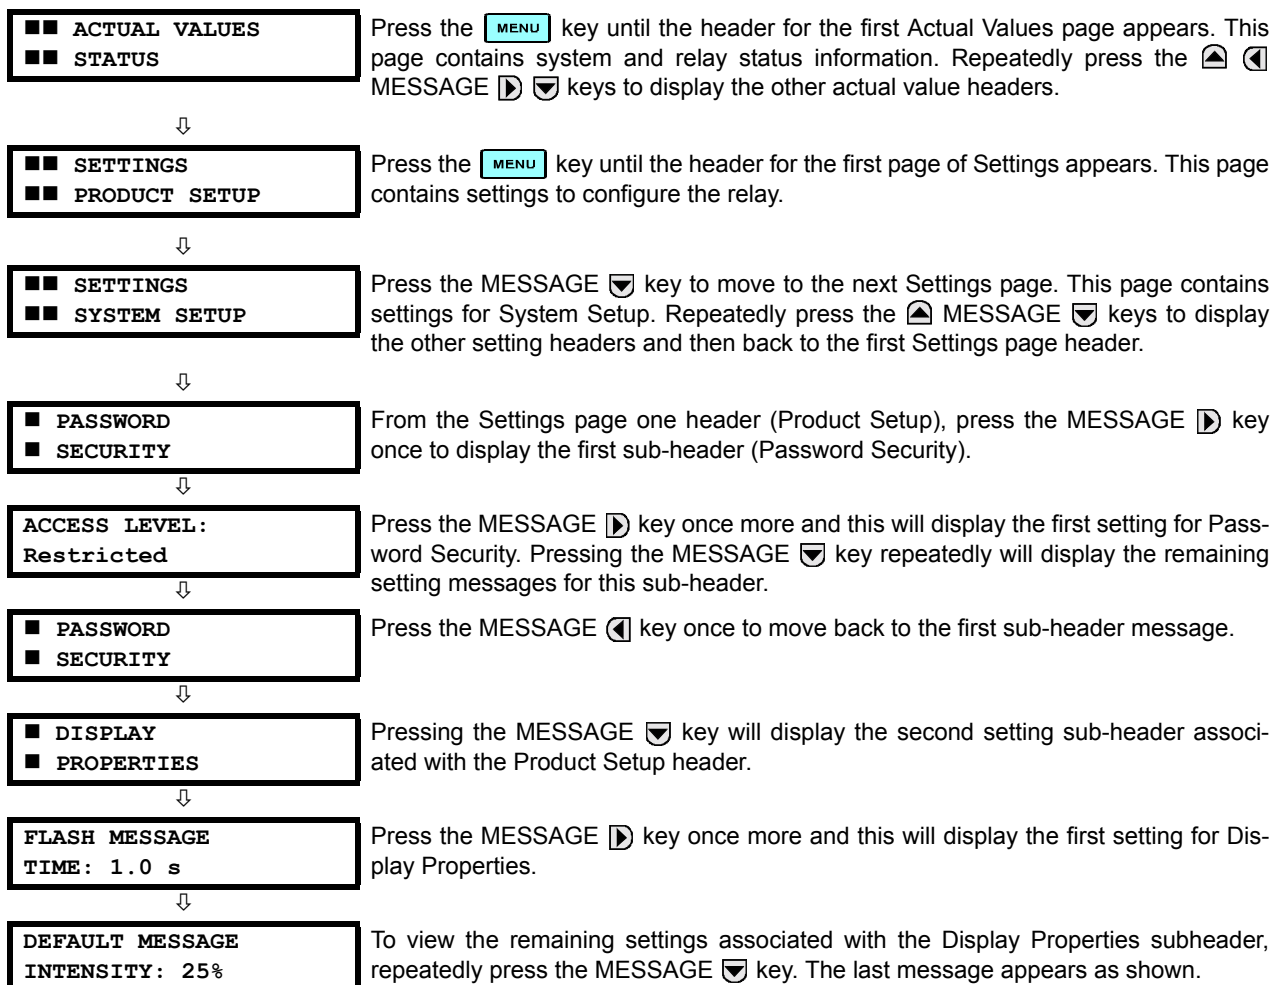 ■■ ACTUAL VALUES
■■ STATUS
Press the MENU key until the header for the first Actual Values page appears. This
page contains system and relay status information. Repeatedly press the
MESSAGE keys to display the other actual value headers.
⇩
■■ SETTINGS
■■ PRODUCT SETUP
Press the MENU key until the header for the first page of Settings appears. This page
contains settings to configure the relay.
⇩
■■ SETTINGS
■■ SYSTEM SETUP
Press the MESSAGE key to move to the next Settings page. This page contains
settings for System Setup. Repeatedly press the MESSAGE keys to display
the other setting headers and then back to the first Settings page header.
⇩
■ PASSWORD
■ SECURITY
From the Settings page one header (Product Setup), press the MESSAGE key
once to display the first sub-header (Password Security).
⇩
ACCESS LEVEL:
Restricted
Press the MESSAGE key once more and this will display the first setting for Pass-
word Security. Pressing the MESSAGE key repeatedly will display the remaining
setting messages for this sub-header.
⇩
■ PASSWORD
■ SECURITY
Press the MESSAGE key once to move back to the first sub-header message.
⇩
■ DISPLAY
■ PROPERTIES
Pressing the MESSAGE key will display the second setting sub-header associ-
ated with the Product Setup header.
⇩
FLASH MESSAGE
TIME: 1.0 s
Press the MESSAGE key once more and this will display the first setting for Dis-
play Properties.
⇩
DEFAULT MESSAGE
INTENSITY: 25%
To view the remaining settings associated with the Display Properties subheader,
repeatedly press the MESSAGE key. The last message appears as shown.